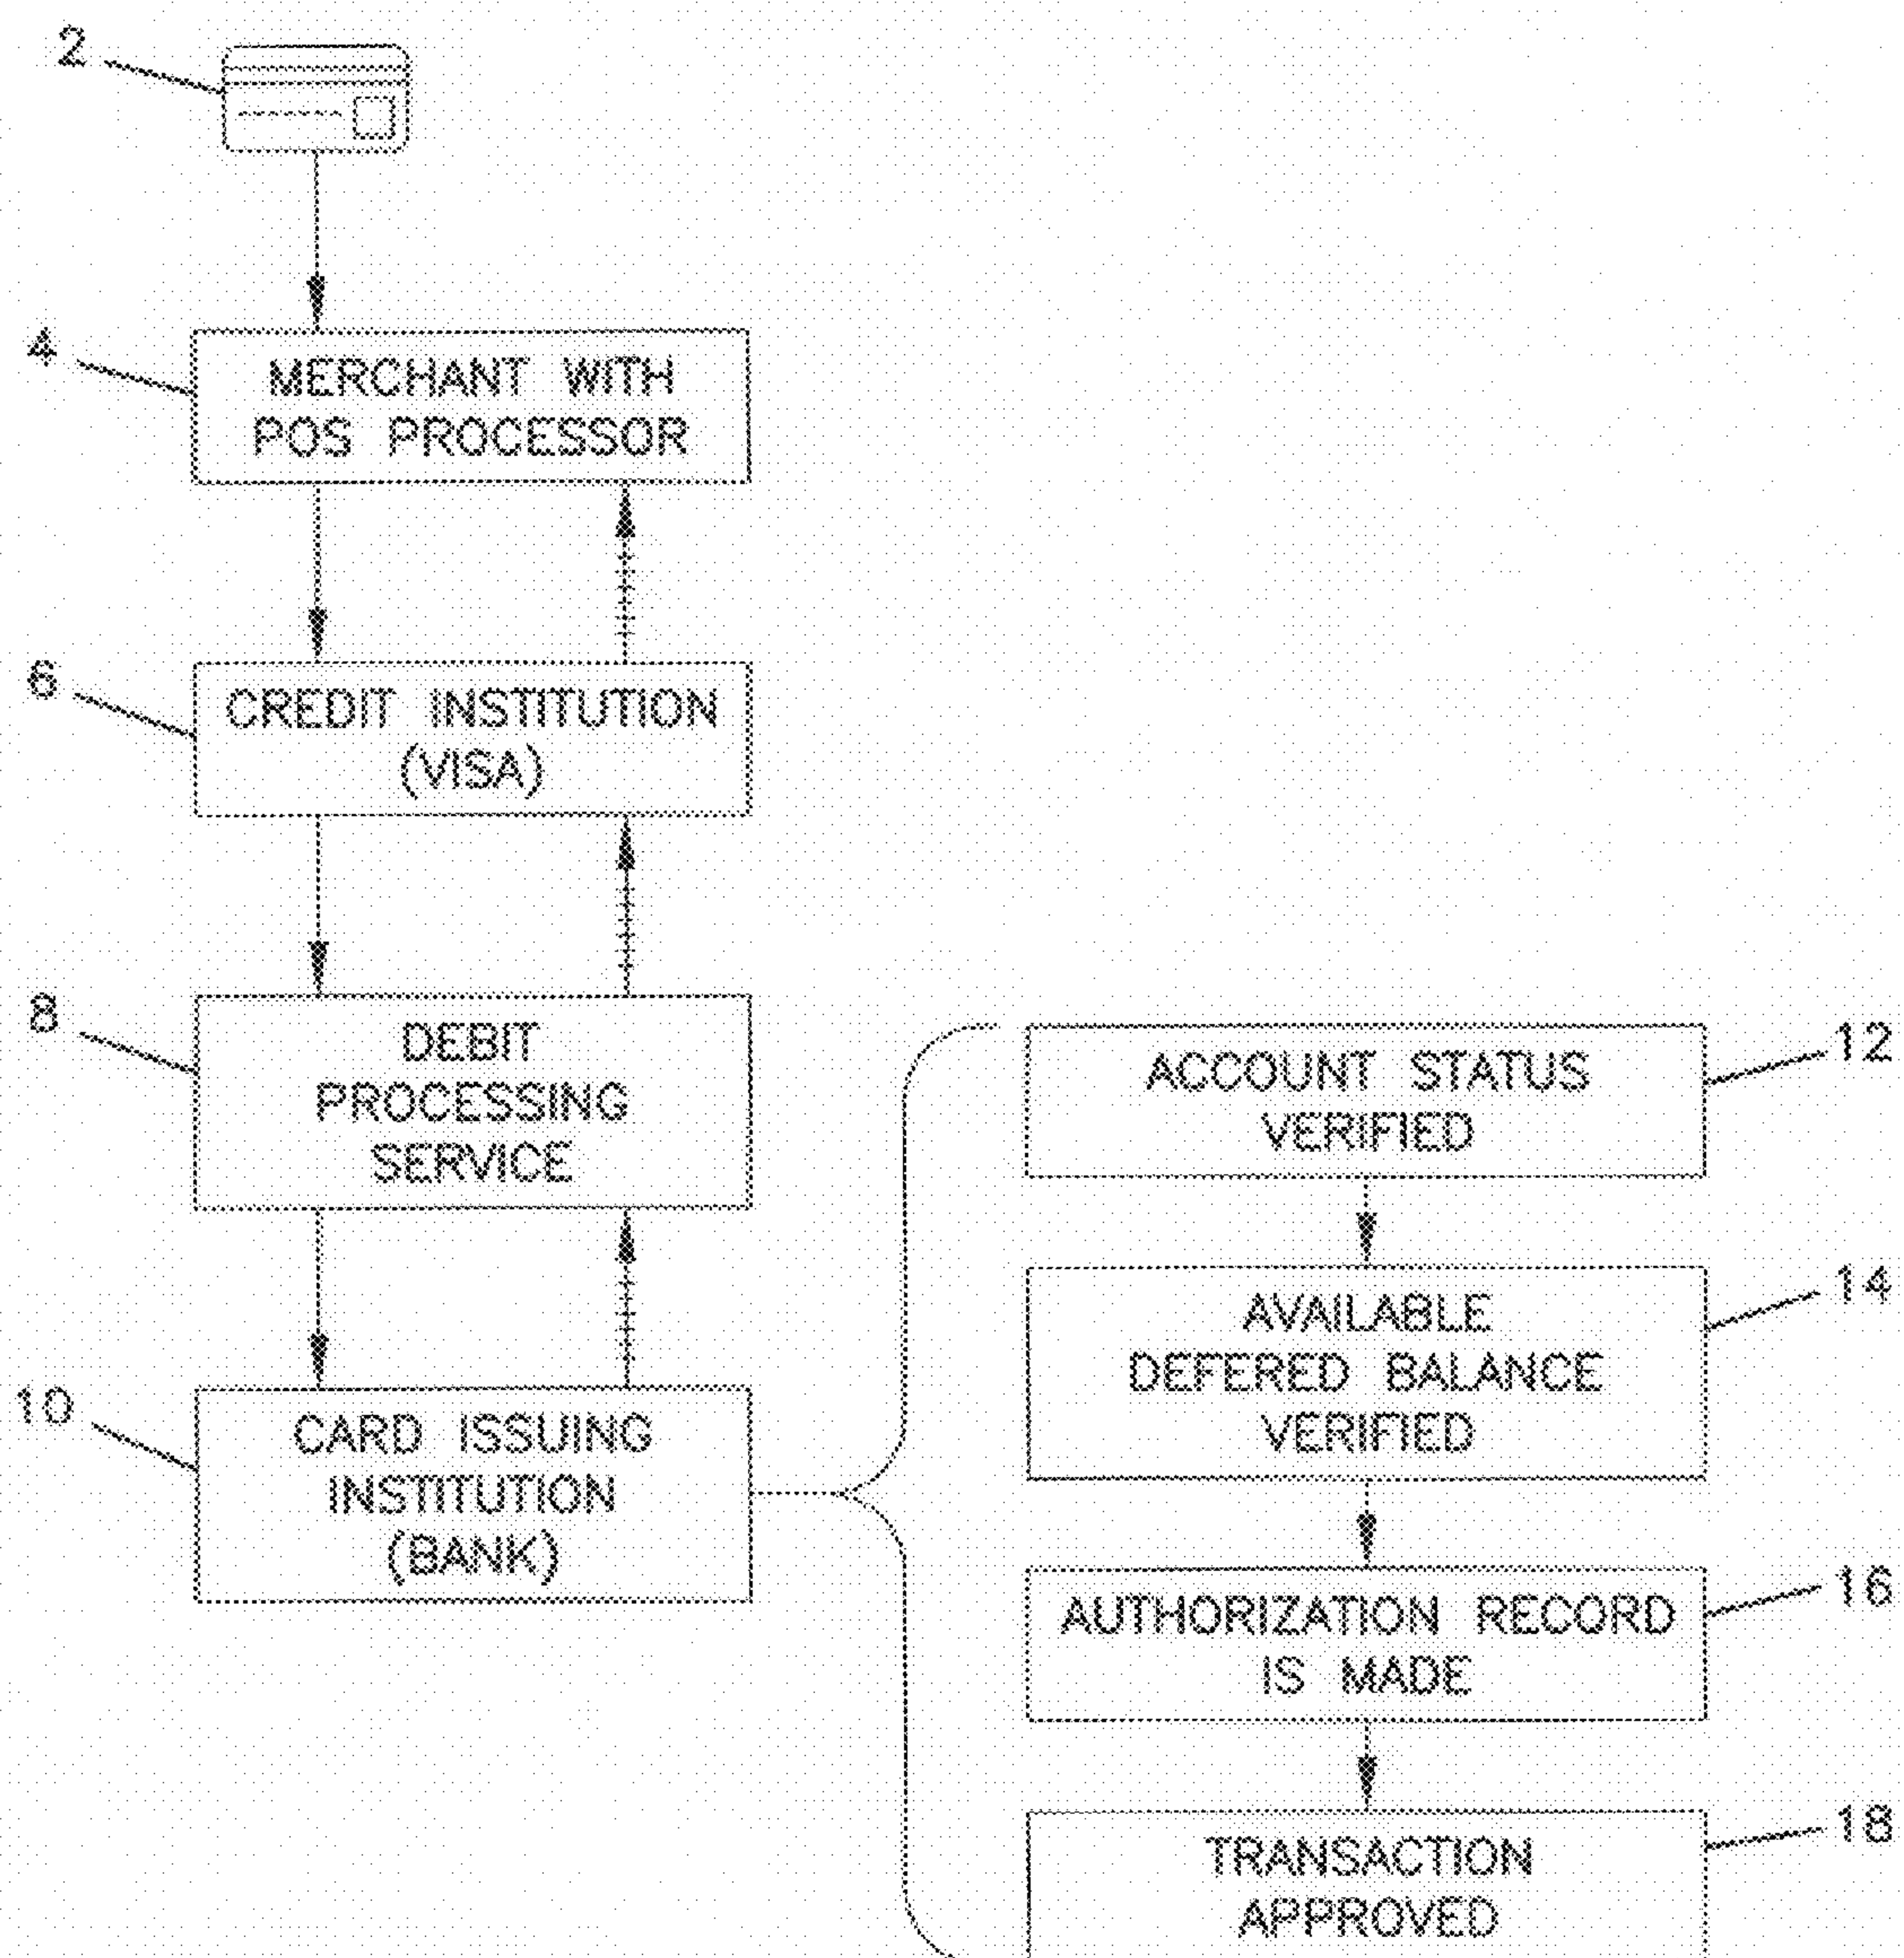 2
4
MERCHANT WITH
POS PROCESSOR
6
CREDIT INSTITUTION
(VISA)
8
DEBIT
PROCESSING
SERVICE
10
CARD ISSUING
INSTITUTION
(BANK)
12
ACCOUNT STATUS
VERIFIED
14
AVAILABLE
DEFERED BALANCE
VERIFIED
16
AUTHORIZATION RECORD
IS MADE
18
TRANSACTION
APPROVED